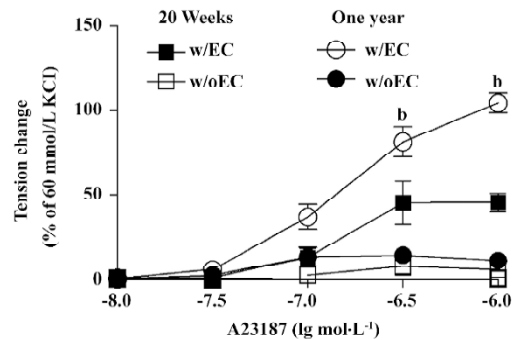 20 Weeks One year
w/EC w/EC
w/oEC w/oEC
150
100
50
0
b b
-8.0 -7.5 -7.0 -6.5 -6.0
Tension change
(% of 60 mmol/L KCl)
A23187 (lg mol·L⁻¹)